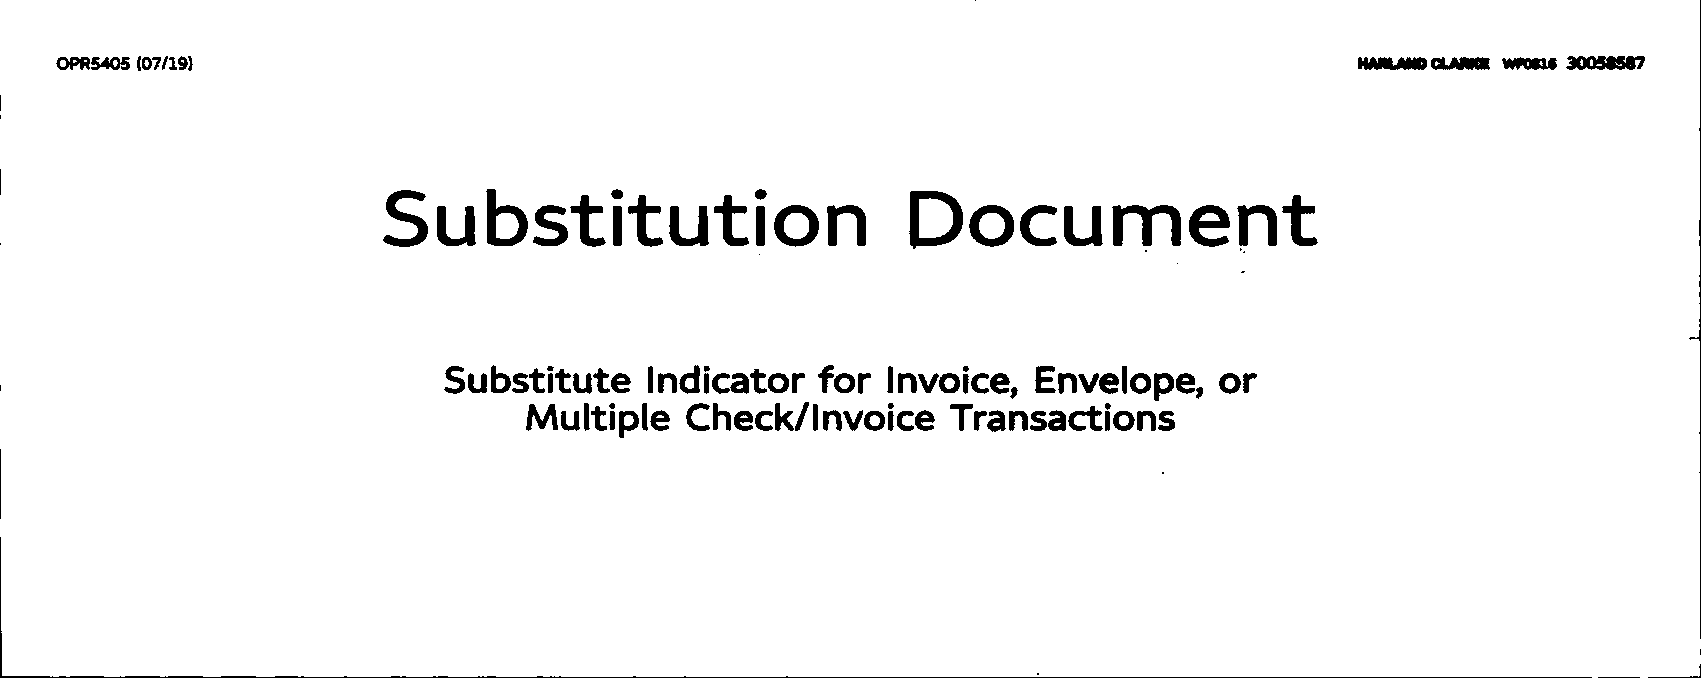 OPR5405 (07/19)
HARLAND CLARKE WF0816 30058587
Substitution Document
Substitute Indicator for Invoice, Envelope, or
Multiple Check/Invoice Transactions